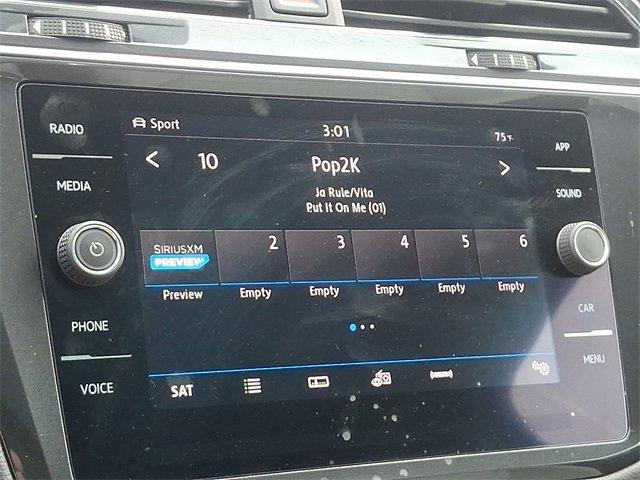 Sport
3:01
75°F
RADIO
APP
10
Pop2K
MEDIA
SOUND
Ja Rule/Vita
Put It On Me (01)
SIRIUSXM
PREVIEW
2
3
4
5
6
Preview
Empty
Empty
Empty
Empty
Empty
PHONE
CAR
VOICE
MENU
SAT